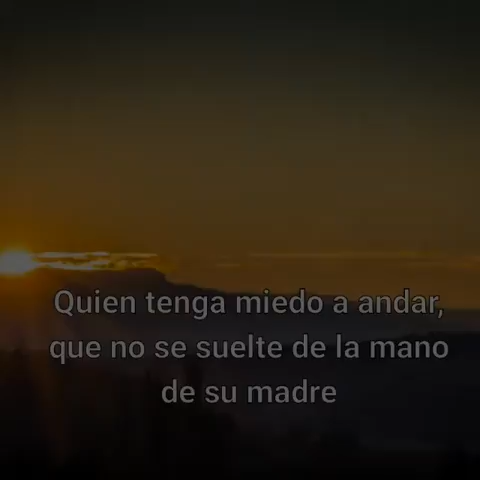 Quien tenga miedo a andar,
que no se suelte de la mano
de su madre